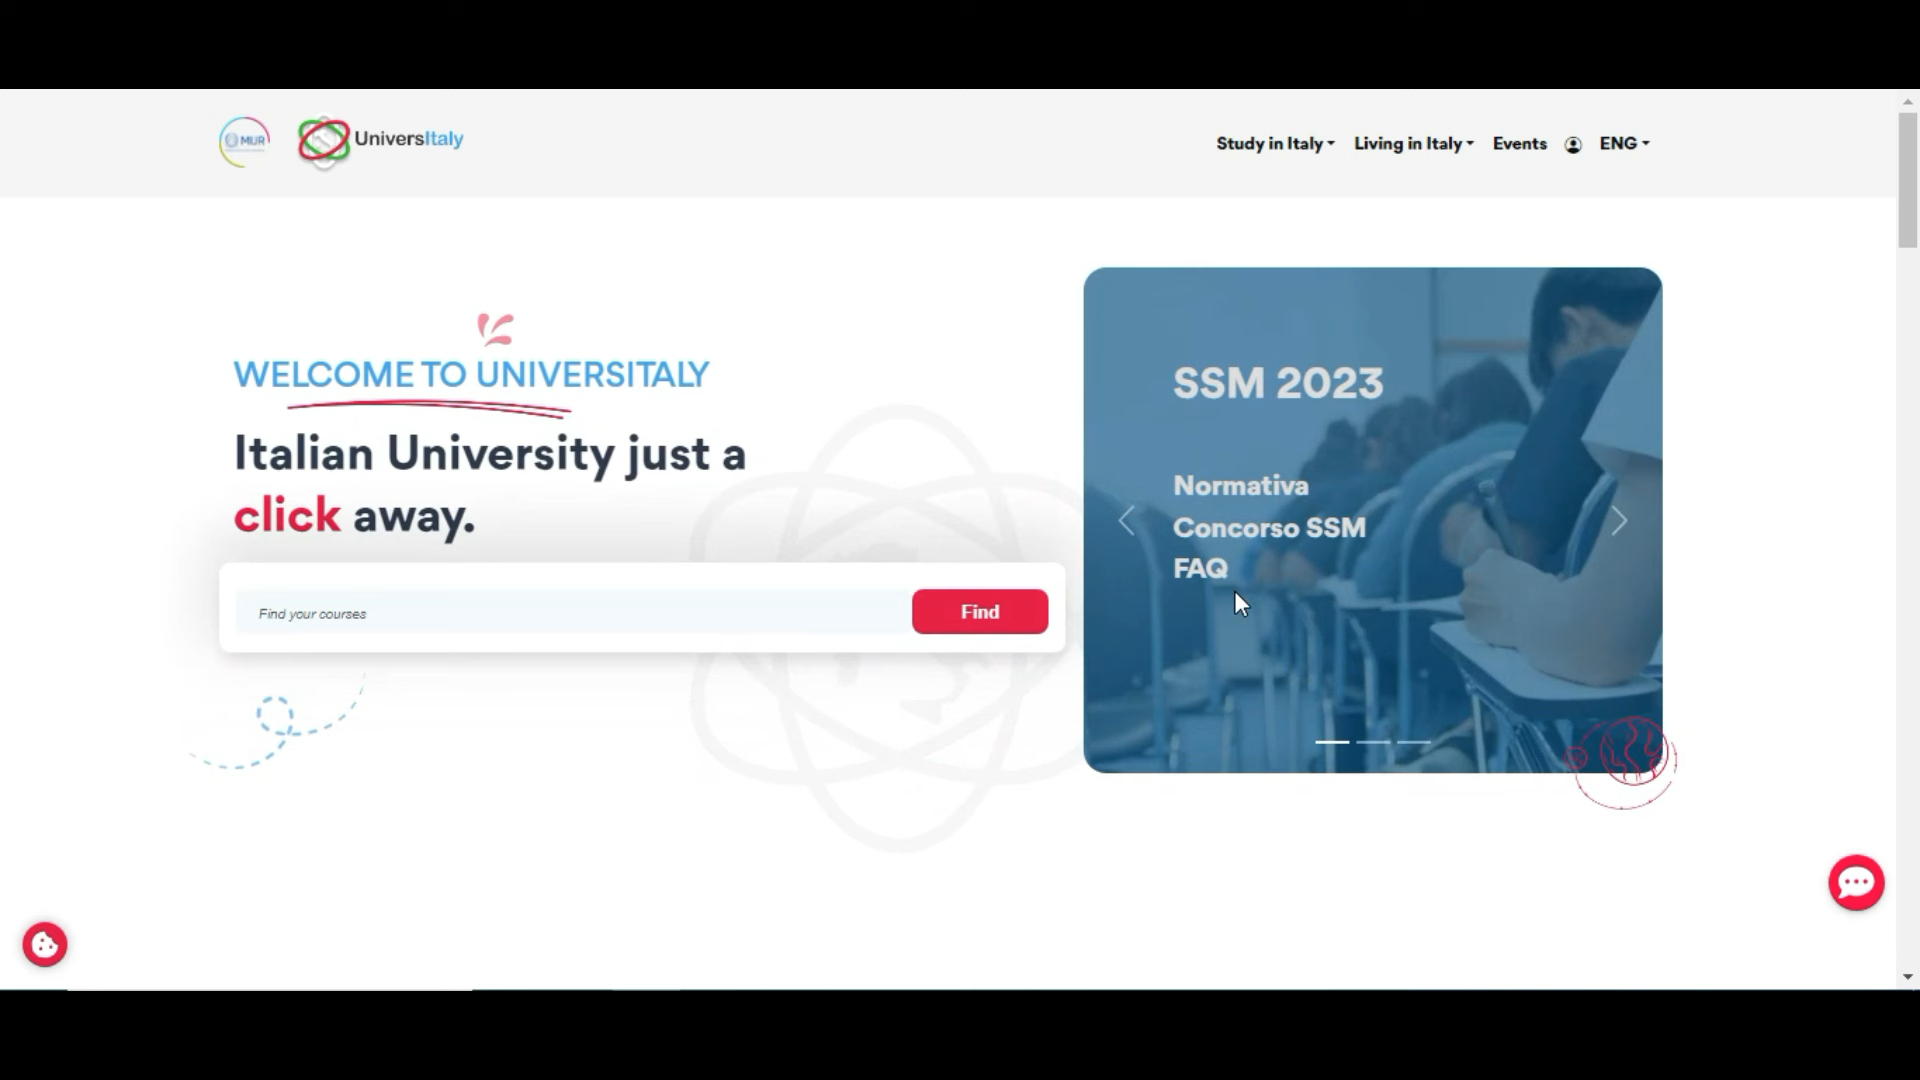 MUR
UniversItaly
Study in Italy
Living in Italy
Events
ENG
WELCOME TO UNIVERSITALY
Italian University just a
click away.
Find your courses
Find
SSM 2023
Normativa
Concorso SSM
FAQ